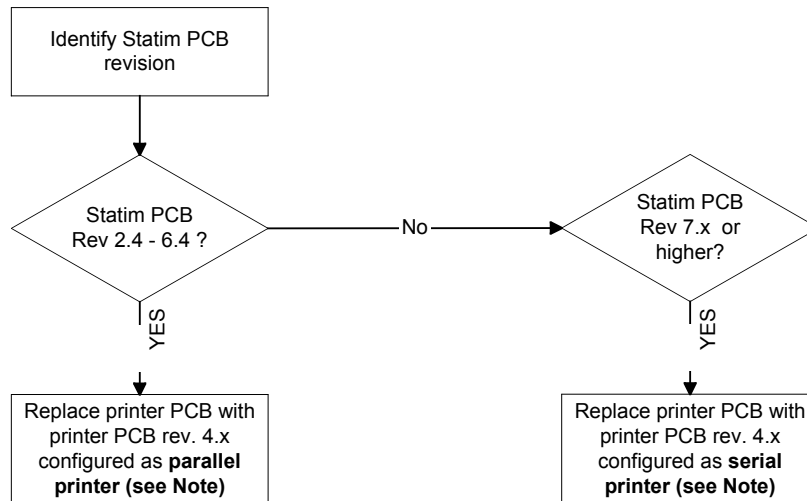 Identify Statim PCB
revision
Statim PCB
Rev 2.4 - 6.4 ?
No
Statim PCB
Rev 7.x or
higher?
YES
YES
Replace printer PCB with
printer PCB rev. 4.x
configured as parallel
printer (see Note)
Replace printer PCB with
printer PCB rev. 4.x
configured as serial
printer (see Note)